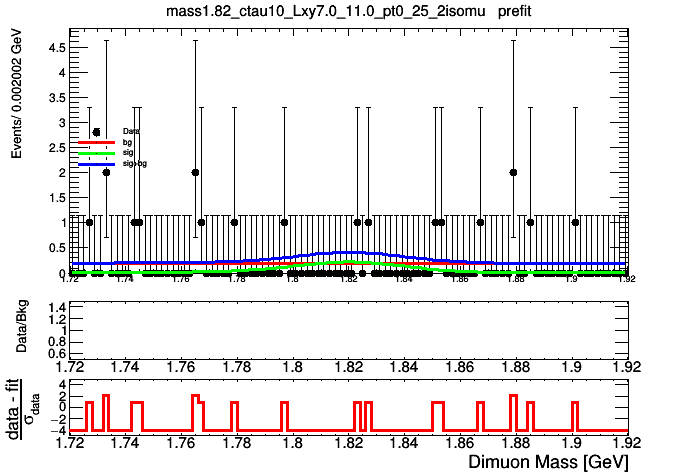 mass1.82_ctau10_Lxy7.0_11.0_pt0_25_2isomu prefit
Events/ 0.002002 GeV
4.5
4
3.5
3
2.5
2
1.5
1
0.5
0
Data
bg
sig
sig+bg
1.72 1.74 1.76 1.78 1.8 1.82 1.84 1.86 1.88 1.9 1.92
Data/Bkg
1.4
1.2
1
0.8
0.6
1.72 1.74 1.76 1.78 1.8 1.82 1.84 1.86 1.88 1.9 1.92
data - fit
σdata
4
2
0
−2
−4
1.72 1.74 1.76 1.78 1.8 1.82 1.84 1.86 1.88 1.9 1.92
Dimuon Mass [GeV]